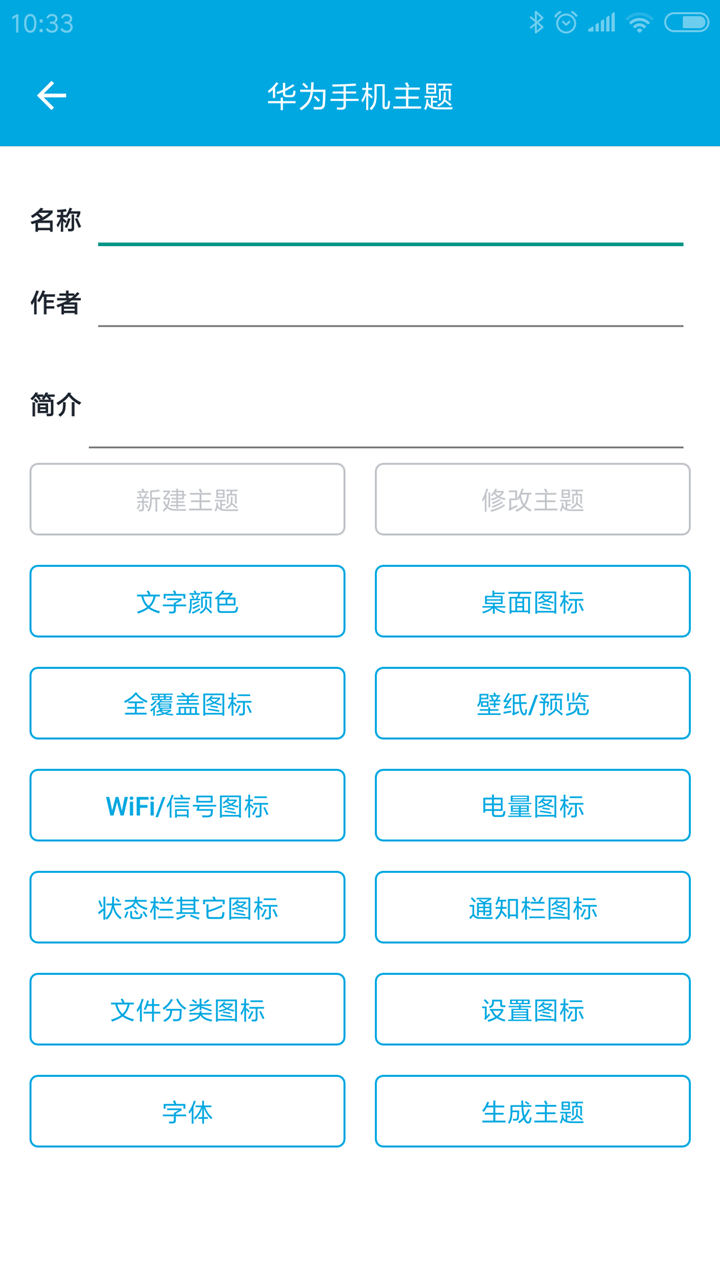 10:33
华为手机主题
名称
作者
简介
新建主题
修改主题
文字颜色
桌面图标
全覆盖图标
壁纸/预览
WiFi/信号图标
电量图标
状态栏其它图标
通知栏图标
文件分类图标
设置图标
字体
生成主题